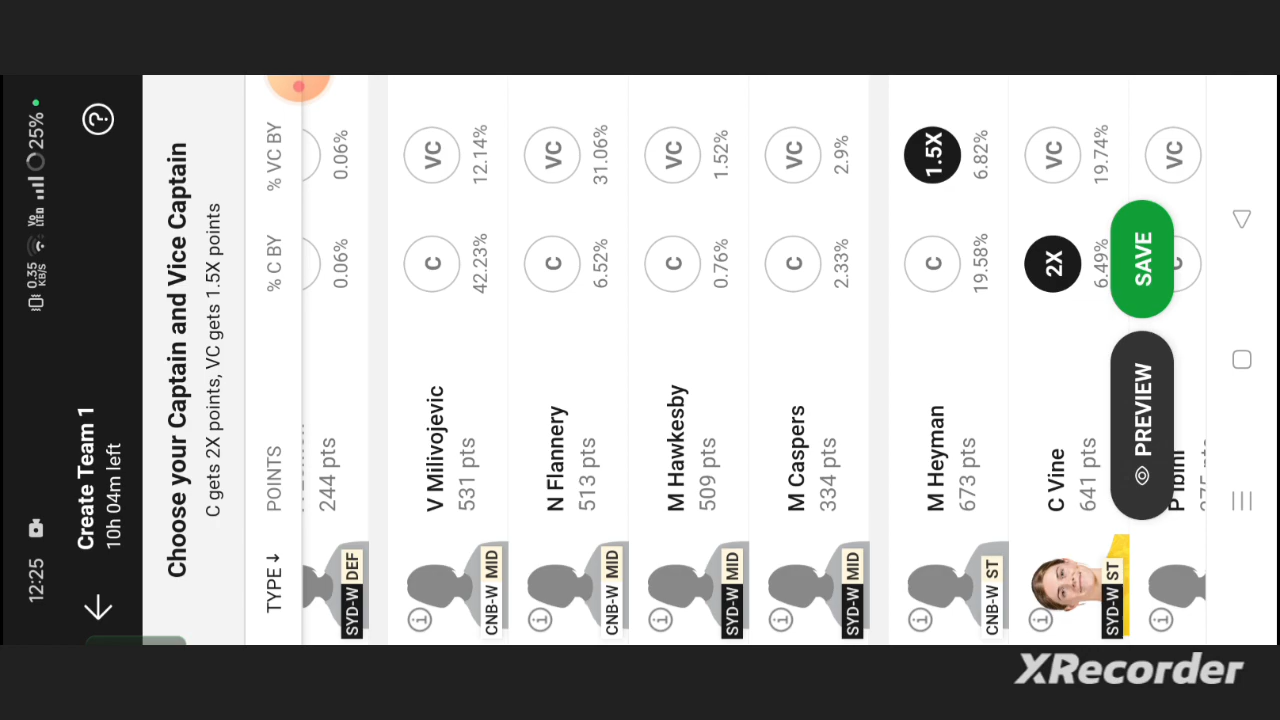 12:25
0.35 KB/S
Vo LTED
25%
Create Team 1
10h 04m left
Choose your Captain and Vice Captain
C gets 2X points, VC gets 1.5X points
TYPE ↓ POINTS % C BY % VC BY
SYD-W DEF
244 pts 0.06% 0.06%
V Milivojevic
CNB-W MID 531 pts C 42.23% VC 12.14%
N Flannery
CNB-W MID 513 pts C 6.52% VC 31.06%
M Hawkesby
SYD-W MID 509 pts C 0.76% VC 1.52%
M Caspers
SYD-W MID 334 pts C 2.33% VC 2.9%
M Heyman
CNB-W ST 673 pts C 19.58% 1.5X 6.82%
C Vine
SYD-W ST 641 pts 2X 6.49% VC 19.74%
C VC
PREVIEW SAVE
XRecorder